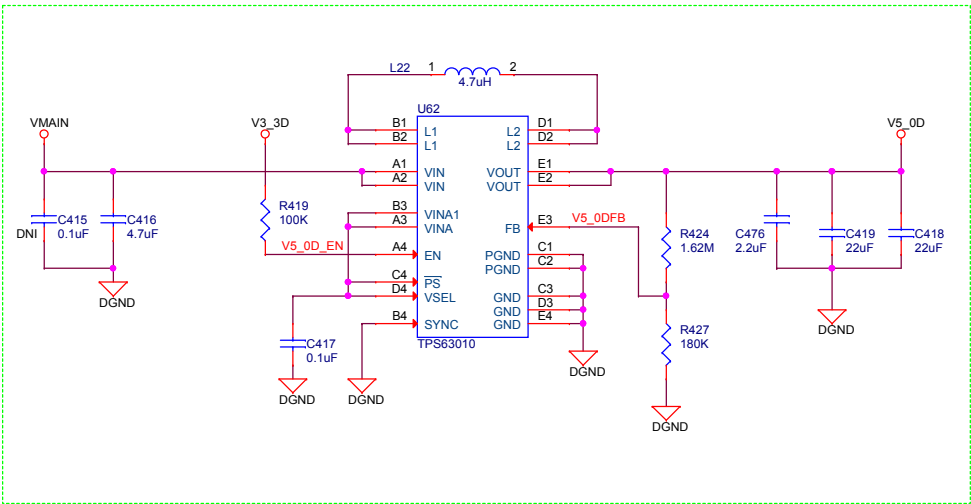 L22 1 2
4.7uH
U62
VMAIN
V3_3D
V5_0D
B1 L1 L2 D1
B2 L1 L2 D2
A1 VIN VOUT E1
A2 VIN VOUT E2
B3 VINA1
A3 VINA FB E3 V5_0DFB
C415
DNI 0.1uF
C416
4.7uF
R419
100K
V5_0D_EN
A4 EN
PGND C1
PGND C2
C4 PS
D4 VSEL
GND C3
GND D3
GND E4
B4 SYNC
TPS63010
R424
1.62M
C476
2.2uF
C419
22uF
C418
22uF
R427
180K
C417
0.1uF
DGND
DGND
DGND
DGND
DGND
DGND